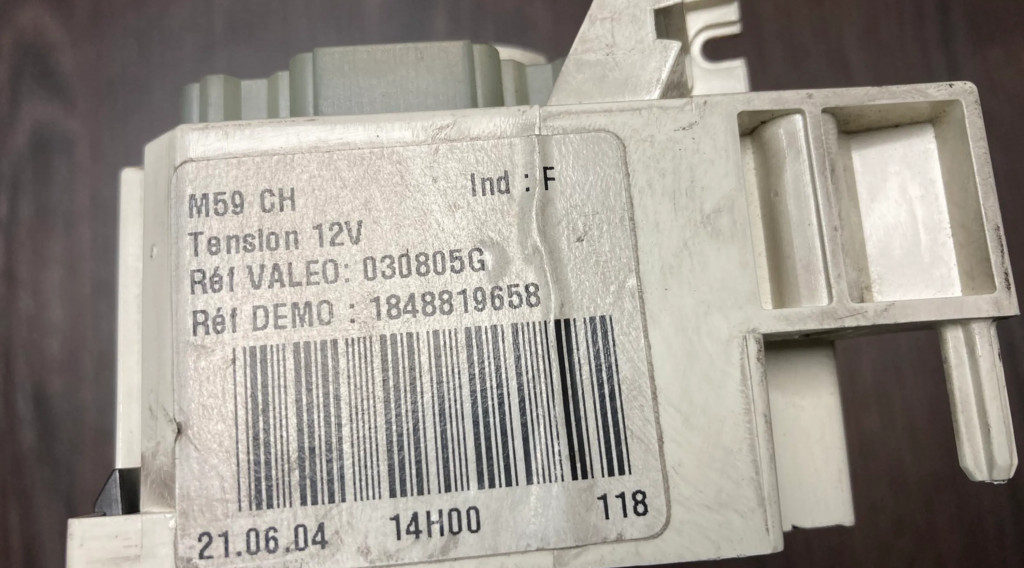 M59 CH Ind : F
Tension 12V
Réf VALEO: 030805G
Réf DEMO : 1848819658
21.06.04 14H00 118